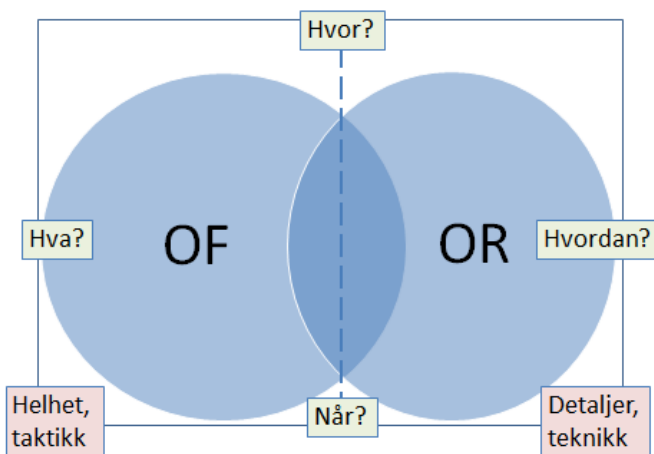 Hvor?
Hva?
OF
OR
Hvordan?
Helhet,
taktikk
Når?
Detaljer,
teknikk